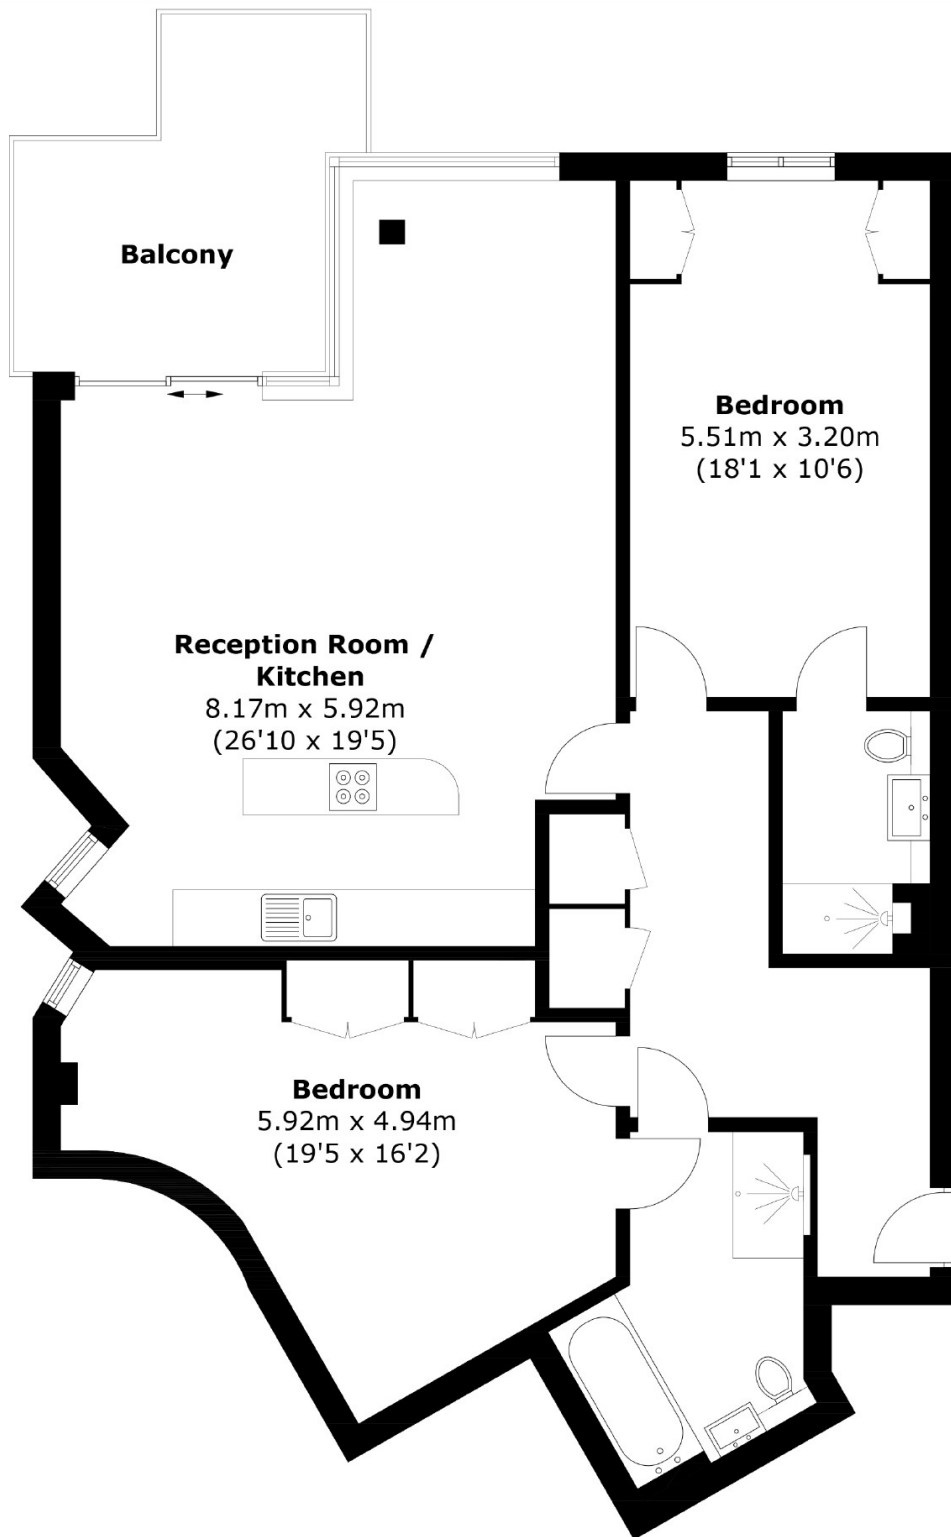 Balcony
Bedroom
5.51m x 3.20m
(18'1 x 10'6)
Reception Room /
Kitchen
8.17m x 5.92m
(26'10 x 19'5)
Bedroom
5.92m x 4.94m
(19'5 x 16'2)